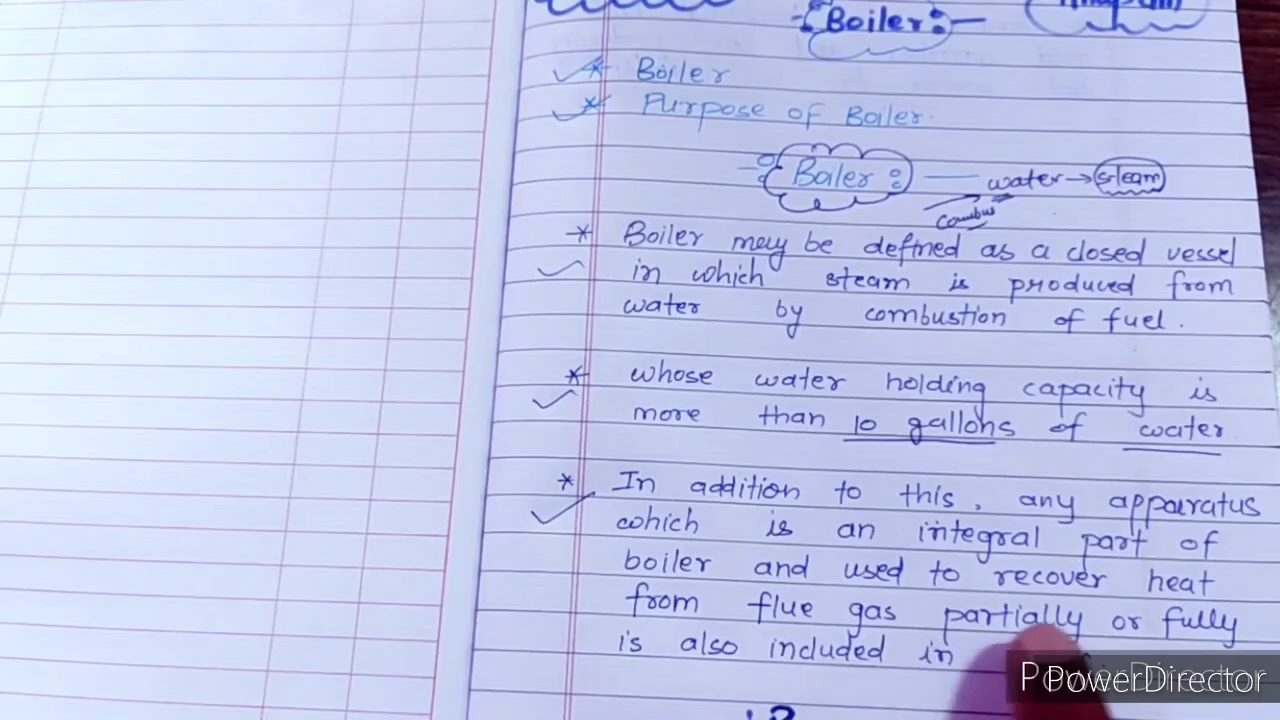 Boiler:
* Boiler
* Purpose of Boiler.
Boiler: water → steam
Combus
* Boiler may be defined as a closed vessel
in which steam is produced from
water by combustion of fuel.
* whose water holding capacity is
more than 10 gallons of water
* In addition to this, any apparatus
which is an integral part of
boiler and used to recover heat
from flue gas partially or fully
is also included in
PowerDirector